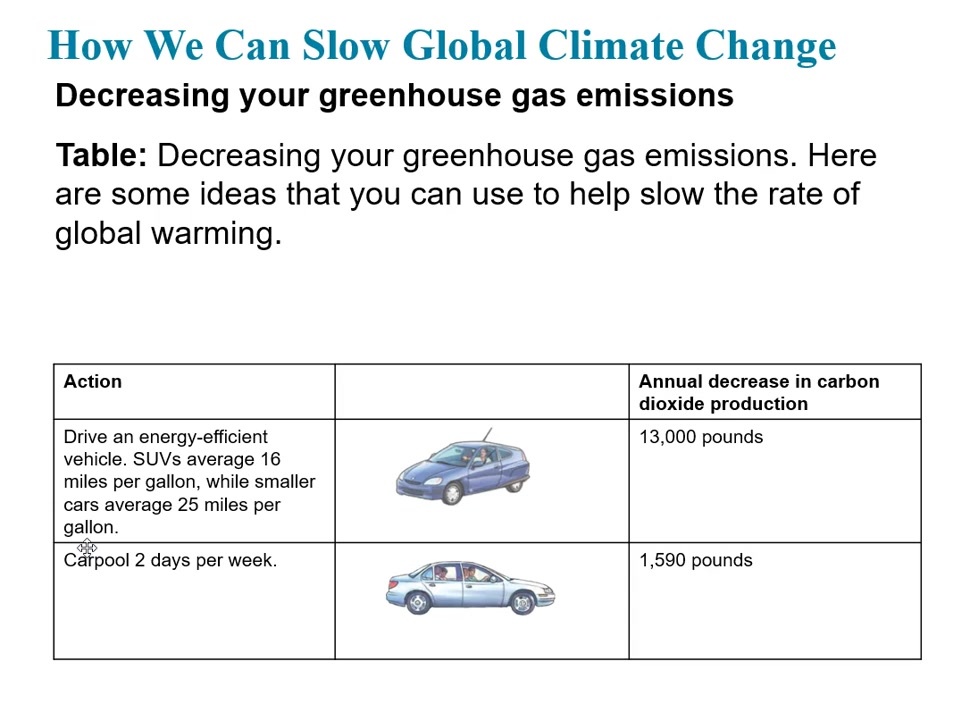 How We Can Slow Global Climate Change
Decreasing your greenhouse gas emissions
Table: Decreasing your greenhouse gas emissions. Here
are some ideas that you can use to help slow the rate of
global warming.
Action
Annual decrease in carbon
dioxide production
Drive an energy-efficient
vehicle. SUVs average 16
miles per gallon, while smaller
cars average 25 miles per
gallon.
13,000 pounds
Carpool 2 days per week.
1,590 pounds